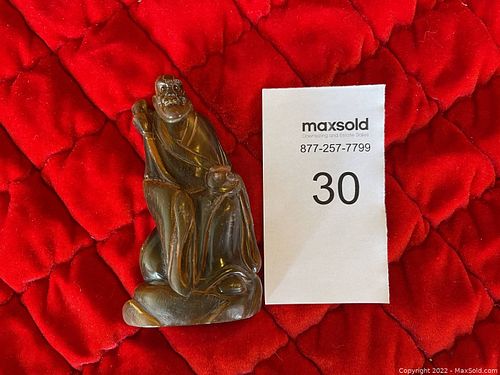 maxsold
Downsizing and Estate Sales
877-257-7799
30
Copyright 2022 - MaxSold.com